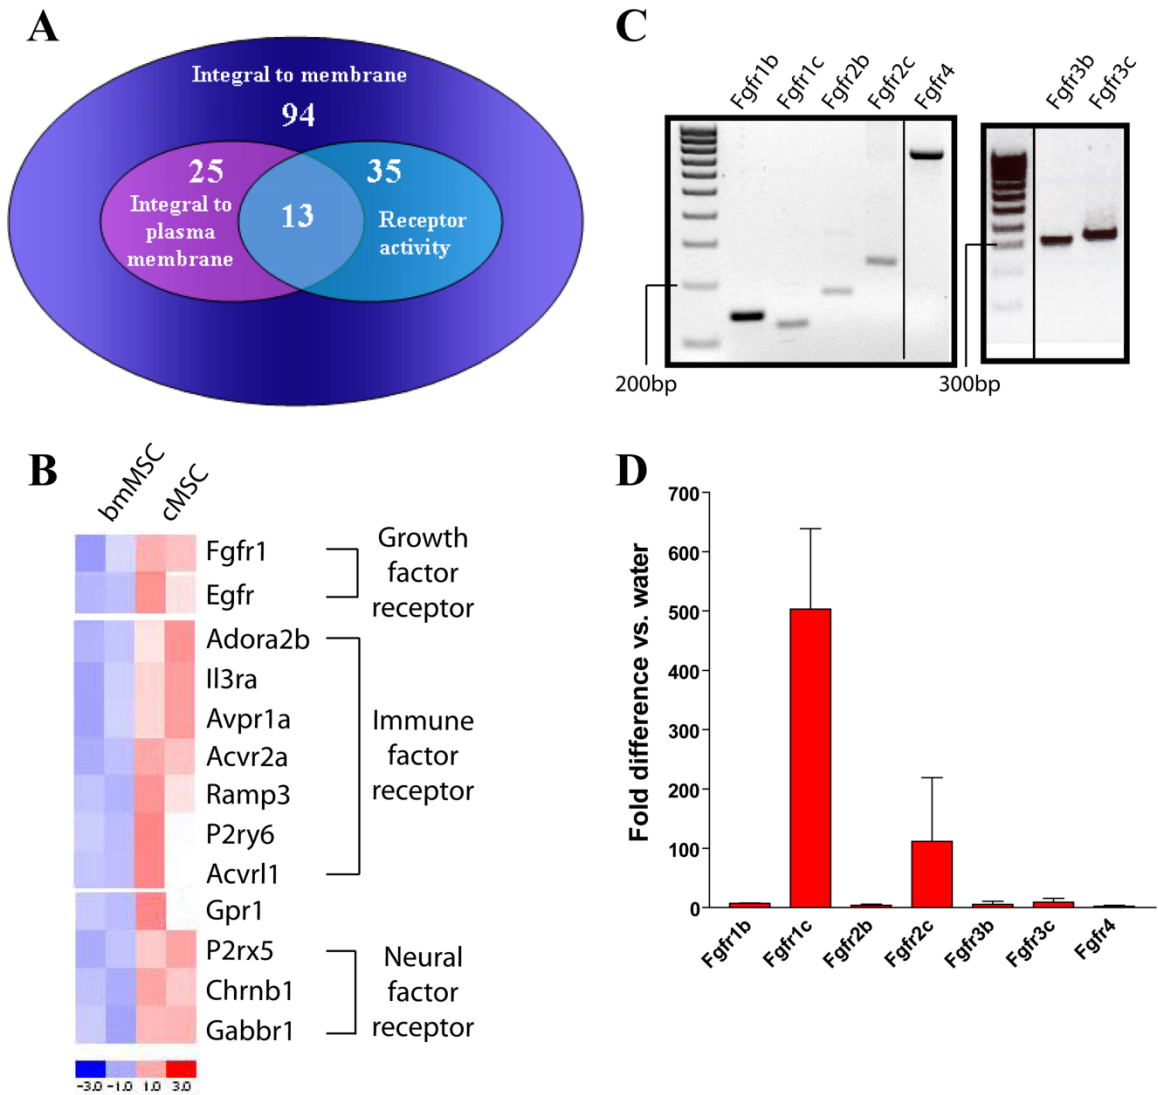 A
Integral to membrane
94
25
35
Integral to
plasma
membrane
13
Receptor
activity
B
bmMSC
cMSC
Fgfr1
Egfr
Growth
factor
receptor
Adora2b
Il3ra
Avpr1a
Acvr2a
Ramp3
P2ry6
Acvrl1
Immune
factor
receptor
Gpr1
P2rx5
Chrnb1
Gabbr1
Neural
factor
receptor
-3.0 -1.0 1.0 3.0
C
Fgfr1b
Fgfr1c
Fgfr2b
Fgfr2c
Fgfr4
Fgfr3b
Fgfr3c
200bp
300bp
D
Fold difference vs. water
700
600
500
400
300
200
100
0
Fgfr1b
Fgfr1c
Fgfr2b
Fgfr2c
Fgfr3b
Fgfr3c
Fgfr4